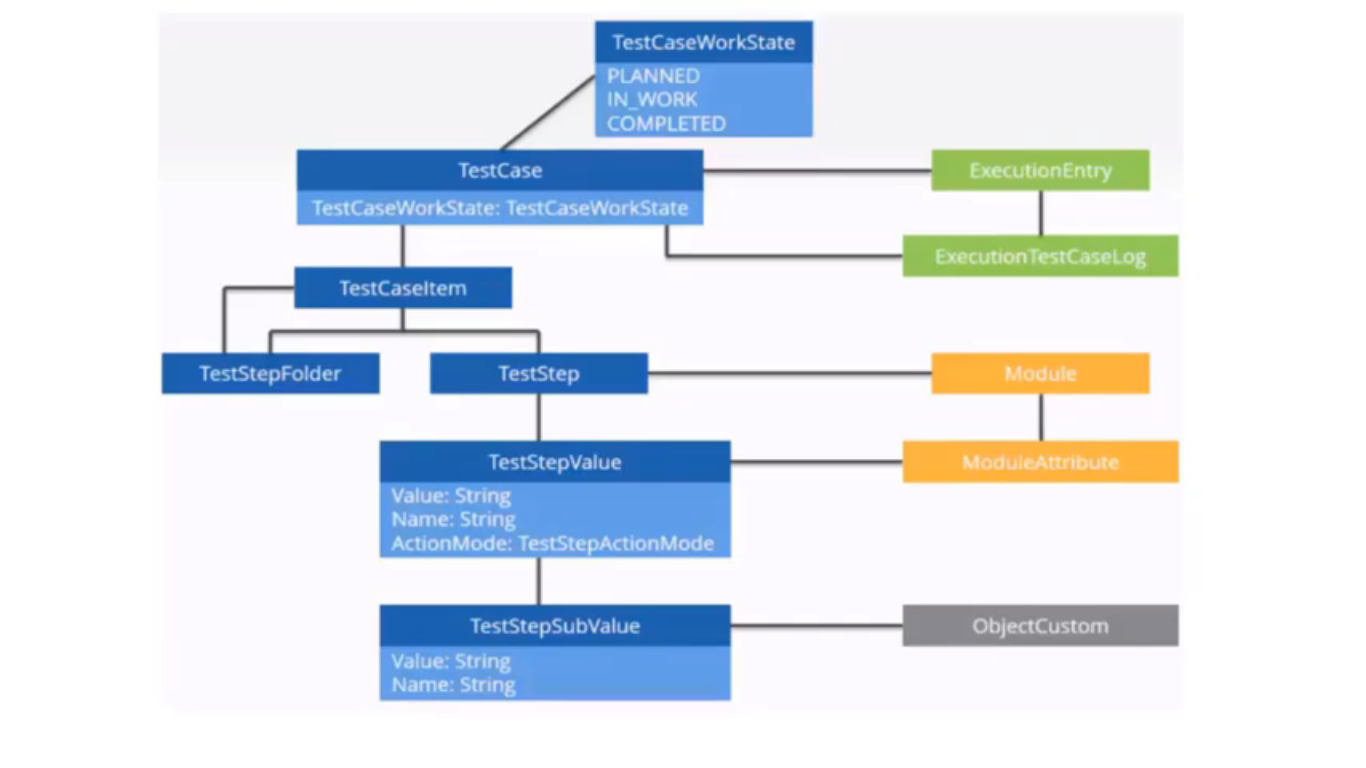 TestCaseWorkState
PLANNED
IN_WORK
COMPLETED
TestCase
TestCaseWorkState: TestCaseWorkState
ExecutionEntry
ExecutionTestCaseLog
TestCaseItem
TestStepFolder
TestStep
Module
TestStepValue
Value: String
Name: String
ActionMode: TestStepActionMode
ModuleAttribute
TestStepSubValue
Value: String
Name: String
ObjectCustom